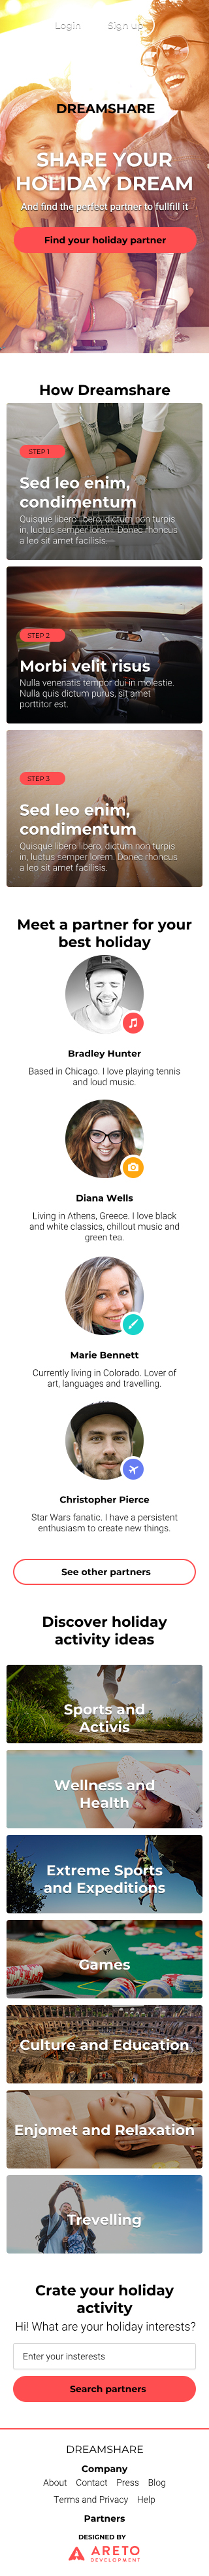 Login Sign up
DREAMSHARE
SHARE YOUR
HOLIDAY DREAM
And find the perfect partner to fullfill it
Find your holiday partner
How Dreamshare
STEP 1
Sed leo enim,
condimentum
Quisque libero libero, dictum non turpis
in, luctus semper lorem. Donec rhoncus
a leo sit amet facilisis.
STEP 2
Morbi velit risus
Nulla venenatis tempor dui in molestie.
Nulla quis dictum purus, sit amet
porttitor est.
STEP 3
Sed leo enim,
condimentum
Quisque libero libero, dictum non turpis
in, luctus semper lorem. Donec rhoncus
a leo sit amet facilisis.
Meet a partner for your
best holiday
Bradley Hunter
Based in Chicago. I love playing tennis
and loud music.
Diana Wells
Living in Athens, Greece. I love black
and white classics, chillout music and
green tea.
Marie Bennett
Currently living in Colorado. Lover of
art, languages and travelling.
Christopher Pierce
Star Wars fanatic. I have a persistent
enthusiasm to create new things.
See other partners
Discover holiday
activity ideas
Sports and
Activis
Wellness and
Health
Extreme Sports
and Expeditions
Games
Culture and Education
Enjomet and Relaxation
Trevelling
Crate your holiday
activity
Hi! What are your holiday interests?
Enter your insterests
Search partners
DREAMSHARE
Company
About Contact Press Blog
Terms and Privacy Help
Partners
DESIGNED BY
ARETO
DEVELOPMENT